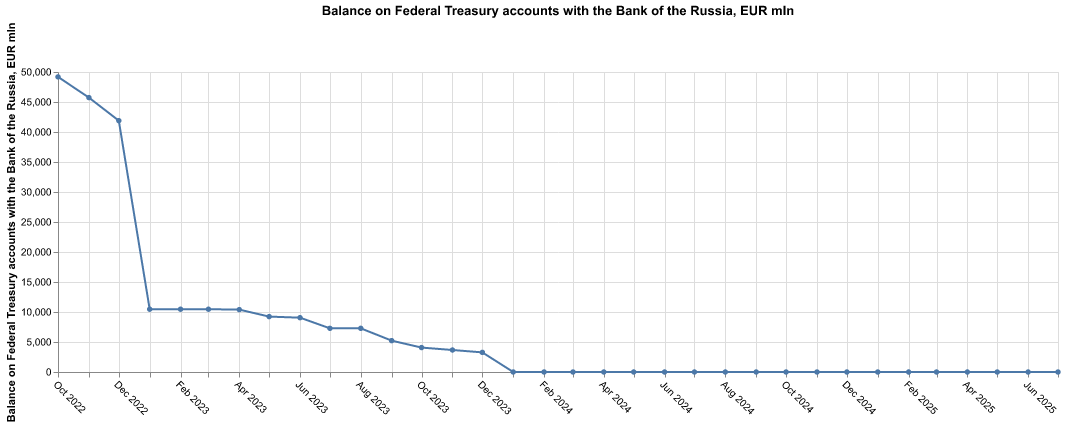 Balance on Federal Treasury accounts with the Bank of the Russia, EUR mln
Balance on Federal Treasury accounts with the Bank of the Russia, EUR mln
50,000
45,000
40,000
35,000
30,000
25,000
20,000
15,000
10,000
5,000
0
Oct 2022
Dec 2022
Feb 2023
Apr 2023
Jun 2023
Aug 2023
Oct 2023
Dec 2023
Feb 2024
Apr 2024
Jun 2024
Aug 2024
Oct 2024
Dec 2024
Feb 2025
Apr 2025
Jun 2025